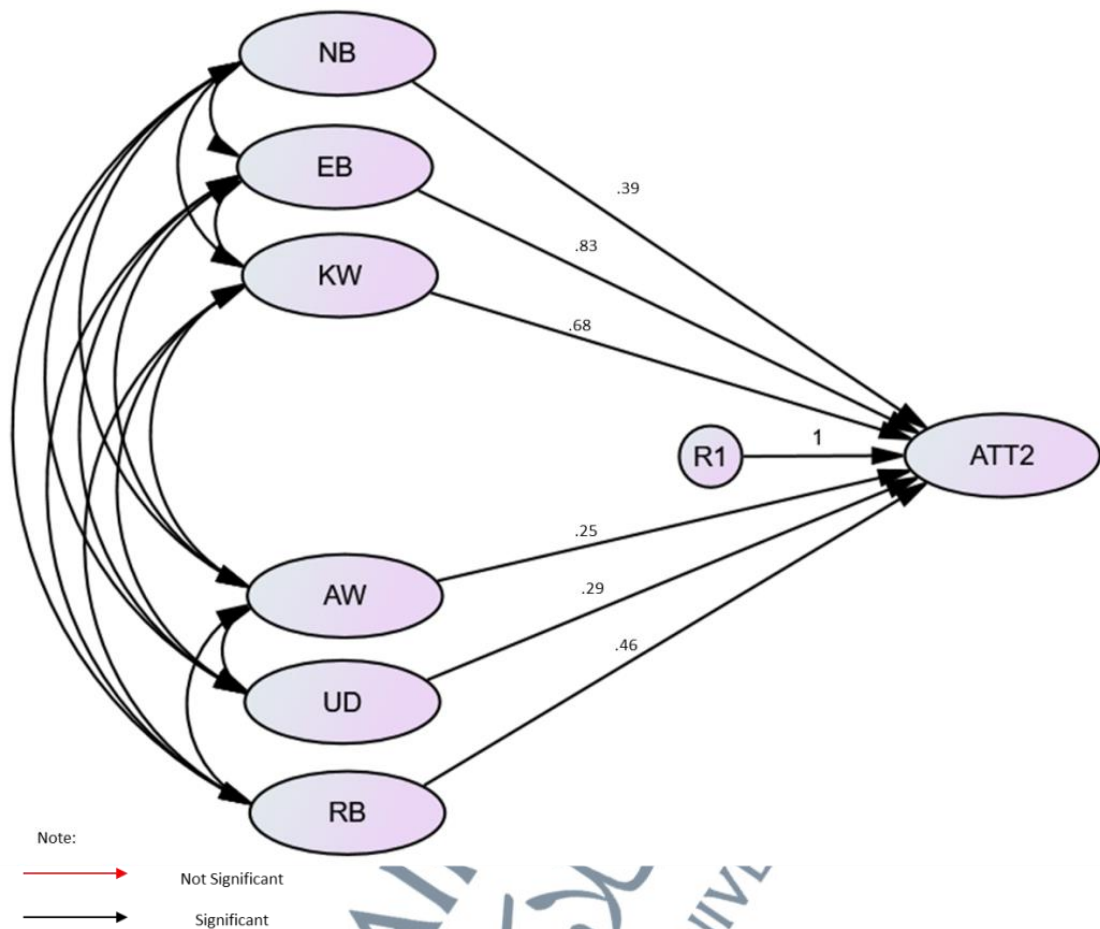 NB
EB
KW
.39
.83
.68
R1
1
ATT2
.25
.29
.46
AW
UD
RB
Note:
Not Significant
Significant